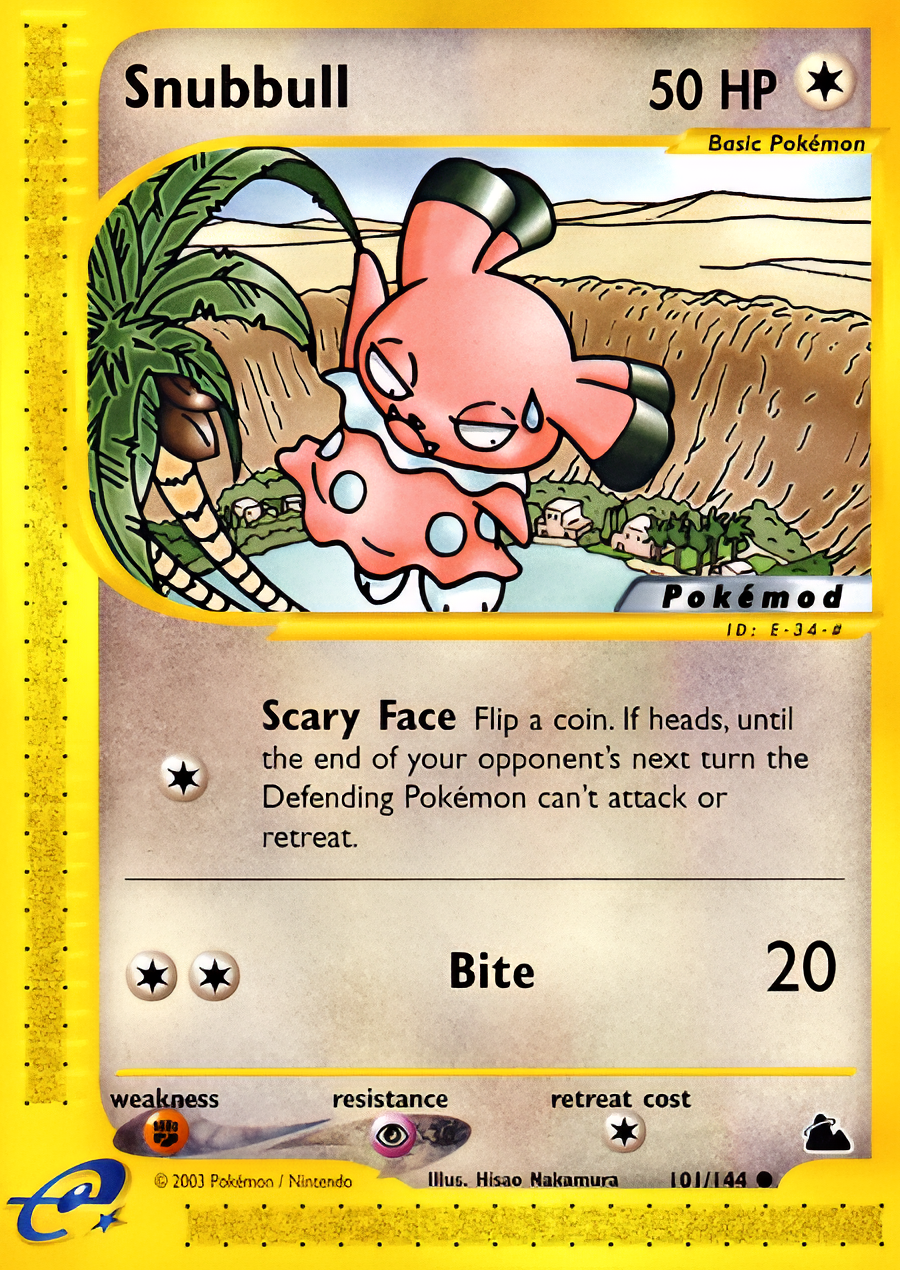 Snubbull 50 HP
Basic Pokémon
Pokémod
ID: E-34-#
Scary Face Flip a coin. If heads, until
the end of your opponent's next turn the
Defending Pokémon can't attack or
retreat.
Bite 20
weakness resistance retreat cost
© 2003 Pokémon / Nintendo Illus. Hisao Nakamura 101/144 ●
e